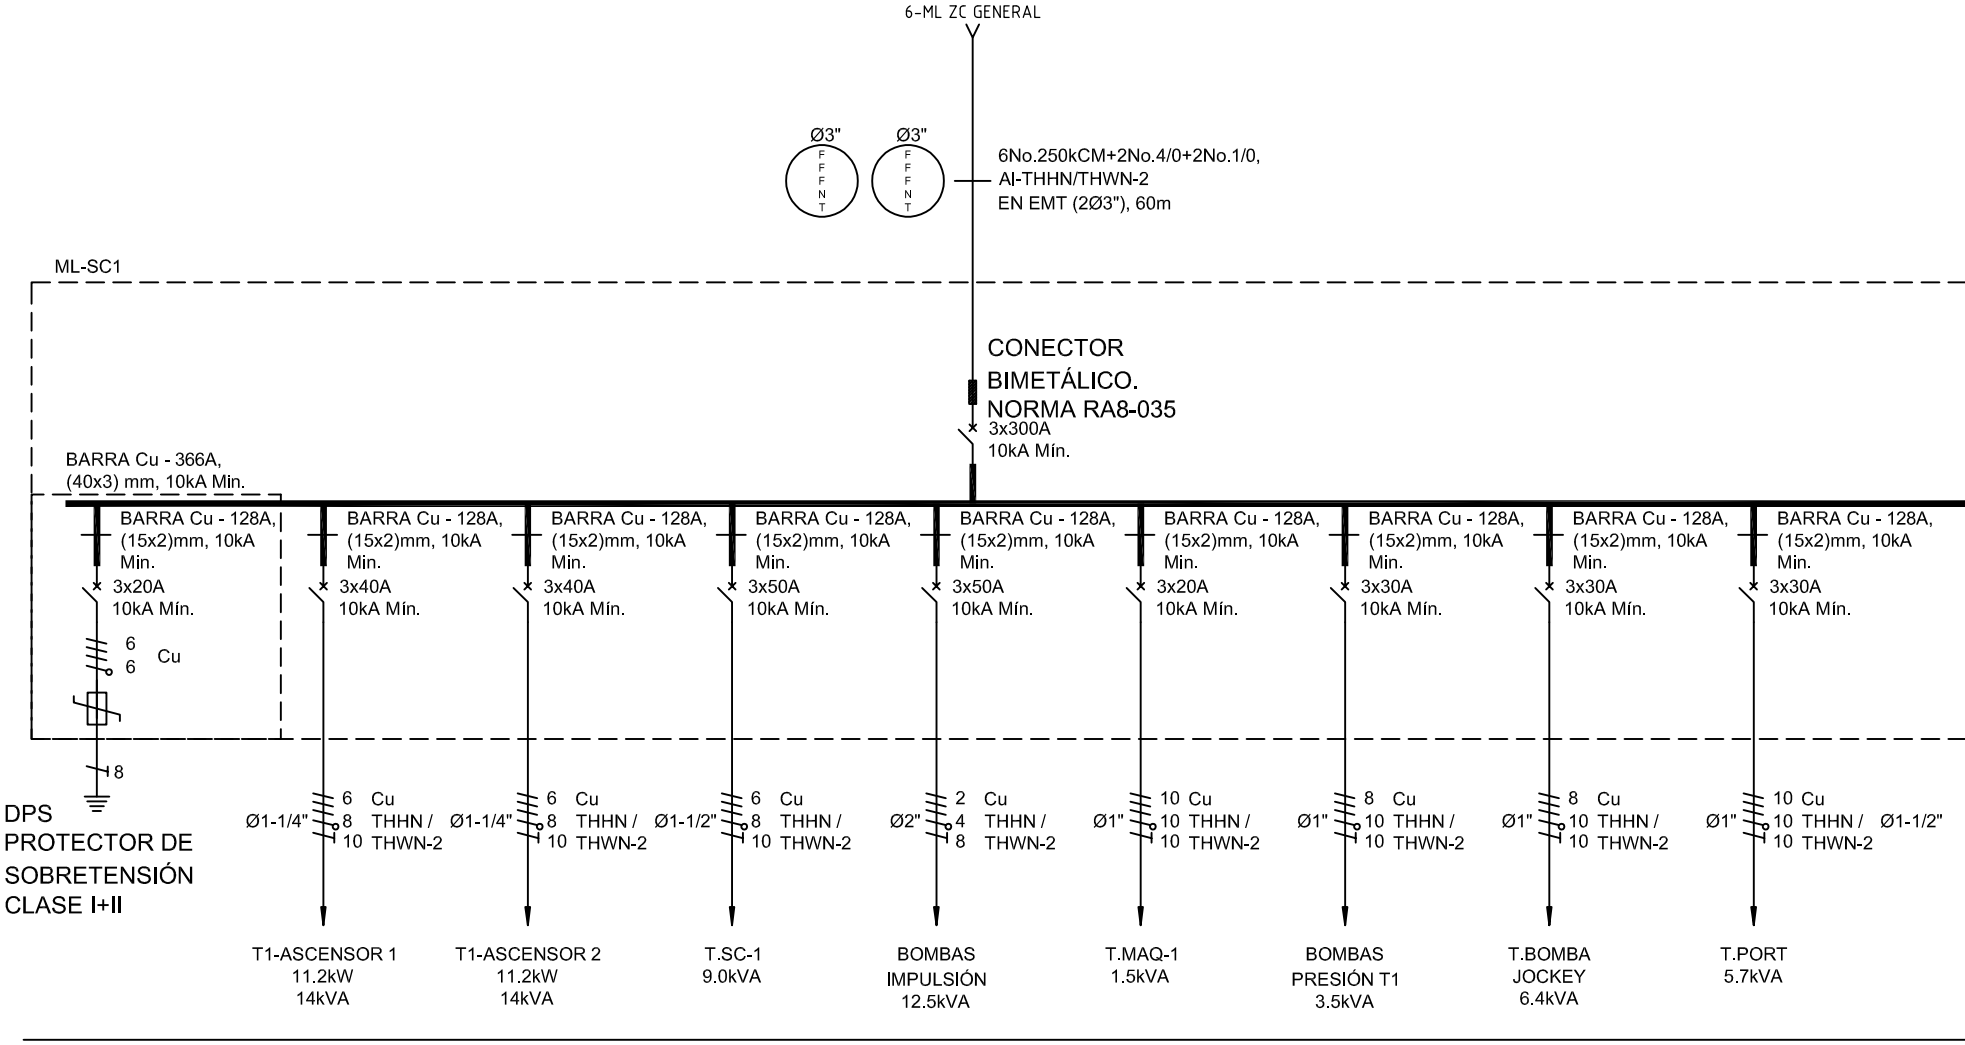 6-ML ZC GENERAL
Ø3" Ø3"
F F
F F
F F
N N
T T
6No.250kCM+2No.4/0+2No.1/0,
Al-THHN/THWN-2
EN EMT (2Ø3"), 60m
ML-SC1
CONECTOR
BIMETÁLICO.
NORMA RA8-035
3x300A
10kA Mín.
BARRA Cu - 366A,
(40x3) mm, 10kA Min.
BARRA Cu - 128A,
(15x2)mm, 10kA
Min.
3x20A
10kA Mín.
6
6
Cu
8
DPS
PROTECTOR DE
SOBRETENSIÓN
CLASE I+II
BARRA Cu - 128A,
(15x2)mm, 10kA
Min.
3x40A
10kA Mín.
Ø1-1/4"
6 Cu
8 THHN /
10 THWN-2
T1-ASCENSOR 1
11.2kW
14kVA
BARRA Cu - 128A,
(15x2)mm, 10kA
Min.
3x40A
10kA Mín.
Ø1-1/4"
6 Cu
8 THHN /
10 THWN-2
T1-ASCENSOR 2
11.2kW
14kVA
BARRA Cu - 128A,
(15x2)mm, 10kA
Min.
3x50A
10kA Mín.
Ø1-1/2"
6 Cu
8 THHN /
10 THWN-2
T.SC-1
9.0kVA
BARRA Cu - 128A,
(15x2)mm, 10kA
Min.
3x50A
10kA Mín.
Ø2"
2 Cu
4 THHN /
8 THWN-2
BOMBAS
IMPULSIÓN
12.5kVA
BARRA Cu - 128A,
(15x2)mm, 10kA
Min.
3x20A
10kA Mín.
Ø1"
10 Cu
10 THHN /
10 THWN-2
T.MAQ-1
1.5kVA
BARRA Cu - 128A,
(15x2)mm, 10kA
Min.
3x30A
10kA Mín.
Ø1"
8 Cu
10 THHN /
10 THWN-2
BOMBAS
PRESIÓN T1
3.5kVA
BARRA Cu - 128A,
(15x2)mm, 10kA
Min.
3x30A
10kA Mín.
Ø1"
8 Cu
10 THHN /
10 THWN-2
T.BOMBA
JOCKEY
6.4kVA
BARRA Cu - 128A,
(15x2)mm, 10kA
Min.
3x30A
10kA Mín.
Ø1"
10 Cu
10 THHN /
10 THWN-2
T.PORT
5.7kVA
Ø1-1/2"